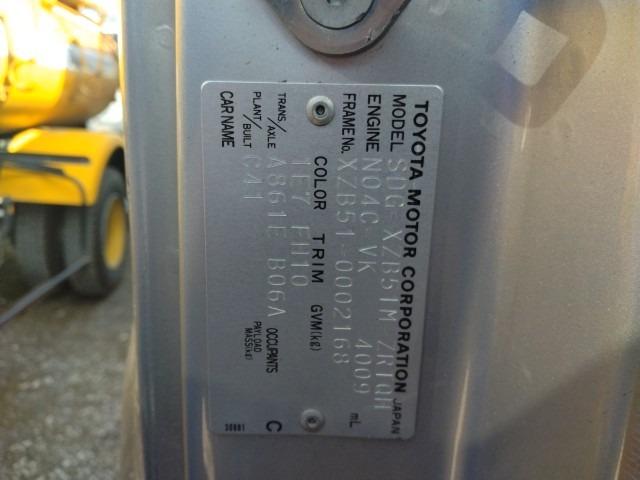 TOYOTA MOTOR CORPORATION JAPAN
MODEL SDG-XZB51M-ZRTQH
ENGINE N04C-VK 4009 mL
FRAME No. XZB51-0002168
COLOR TRIM GVM(kg)
1E7 FH10
TRANS/AXLE A861E B06A OCCUPANTS
PLANT/BUILT C41 PAYLOAD MASS(kg)
CAR NAME
C
30881